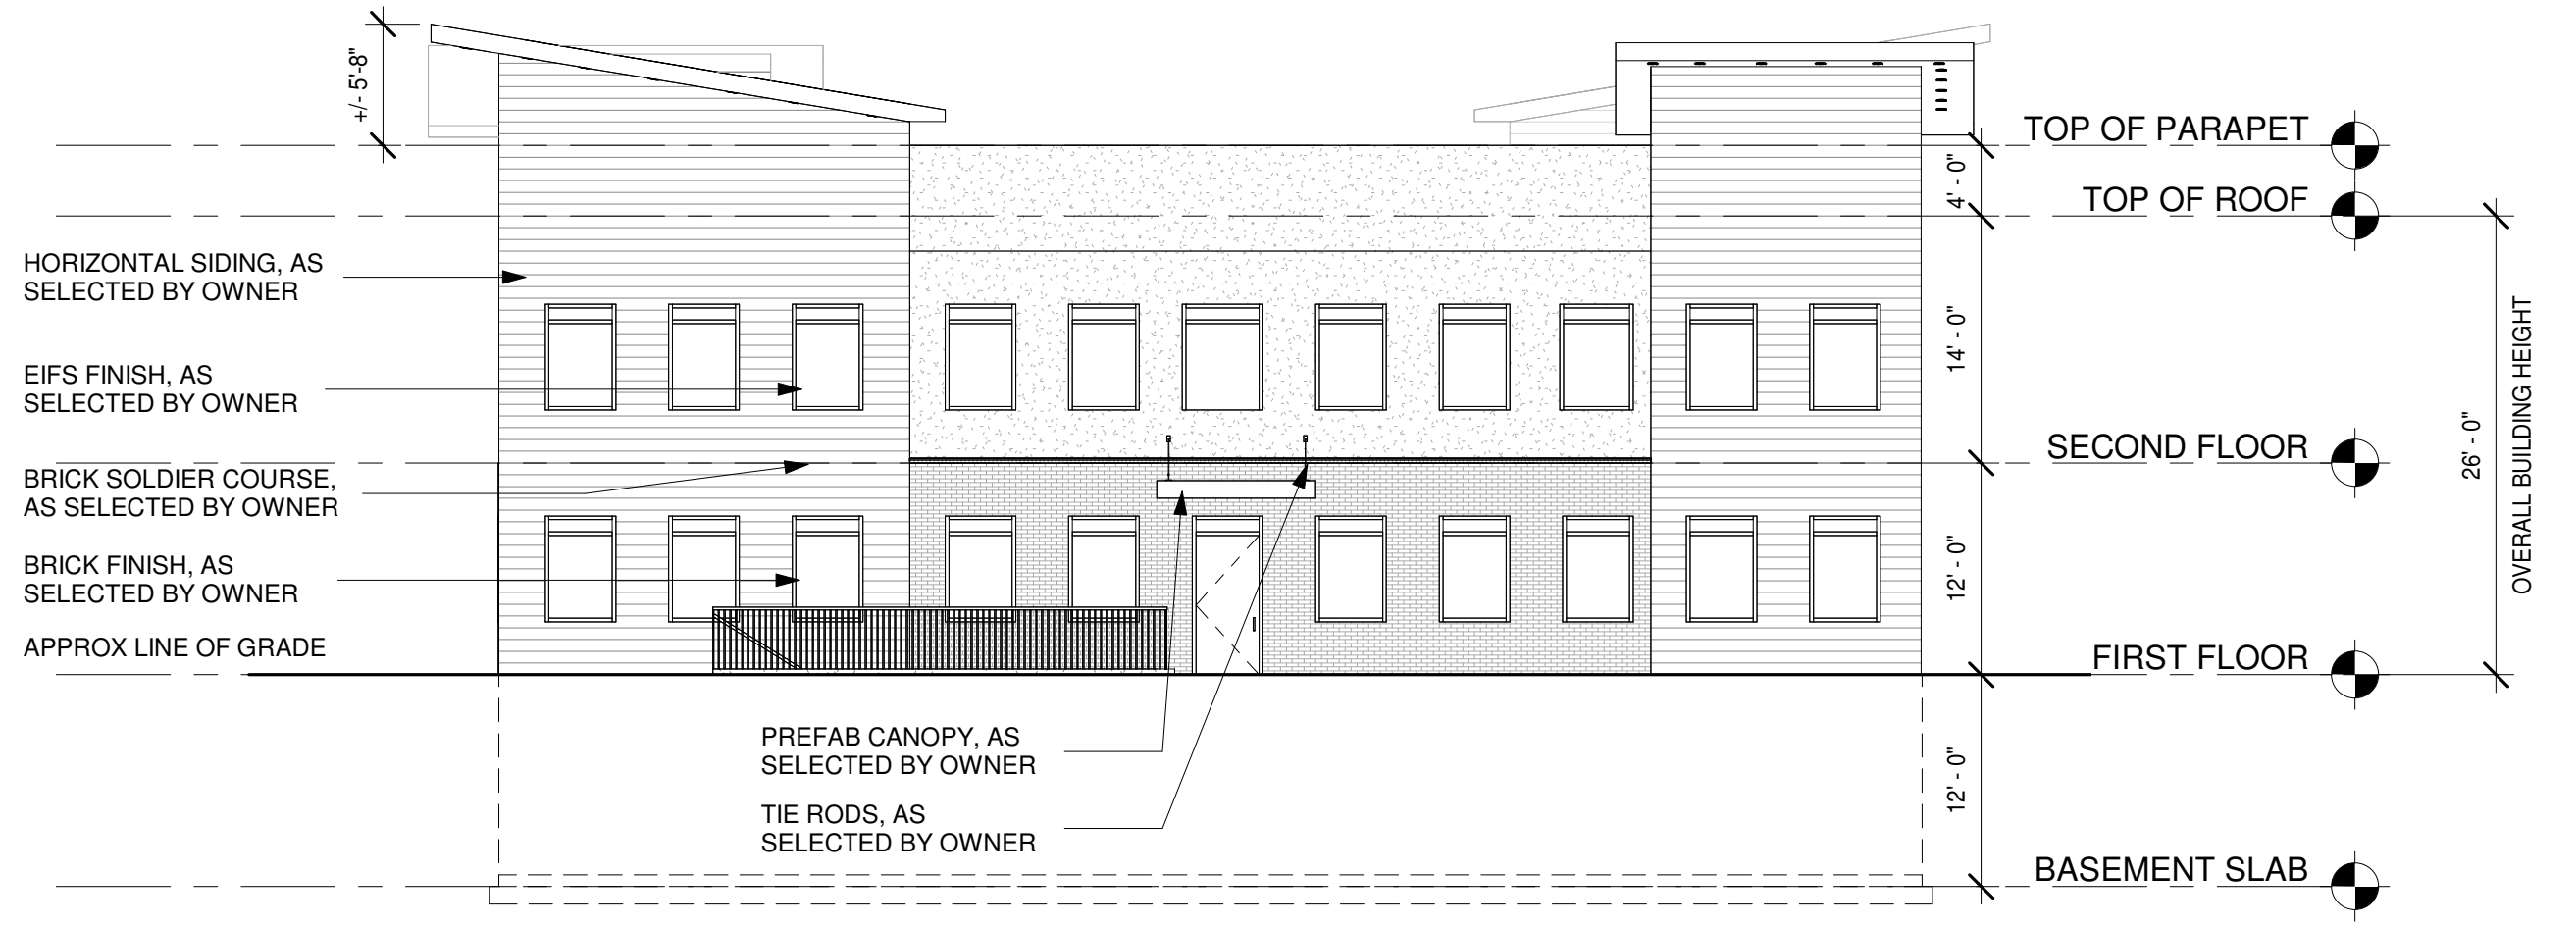 +/- 5'-8"
TOP OF PARAPET
4' - 0"
TOP OF ROOF
HORIZONTAL SIDING, AS
SELECTED BY OWNER
14' - 0"
EIFS FINISH, AS
SELECTED BY OWNER
SECOND FLOOR
BRICK SOLDIER COURSE,
AS SELECTED BY OWNER
26' - 0"
OVERALL BUILDING HEIGHT
BRICK FINISH, AS
SELECTED BY OWNER
12' - 0"
APPROX LINE OF GRADE
FIRST FLOOR
PREFAB CANOPY, AS
SELECTED BY OWNER
12' - 0"
TIE RODS, AS
SELECTED BY OWNER
BASEMENT SLAB